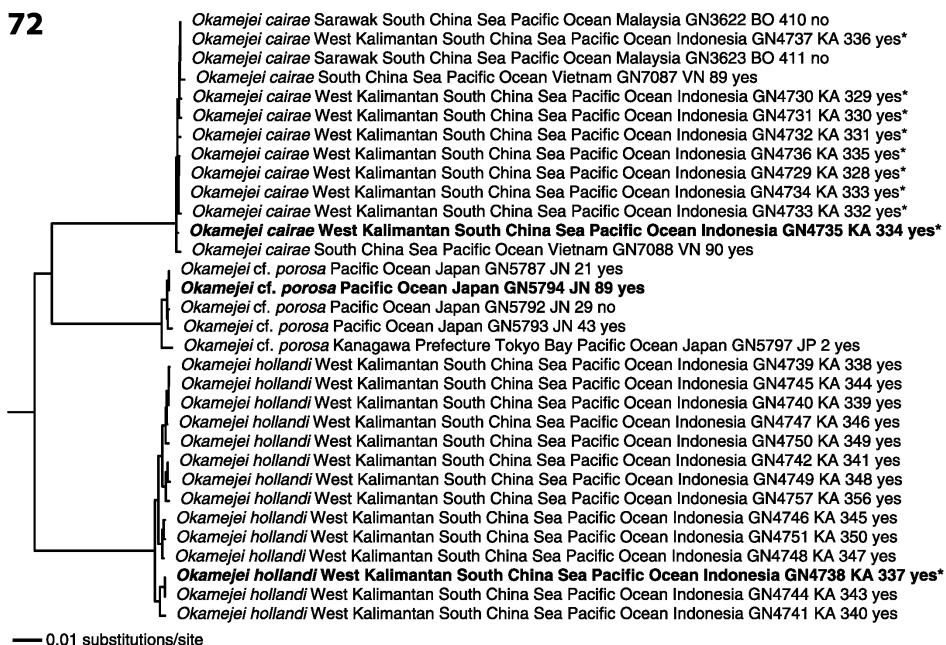 72
Okamejei cairae Sarawak South China Sea Pacific Ocean Malaysia GN3622 BO 410 no
Okamejei cairae West Kalimantan South China Sea Pacific Ocean Indonesia GN4737 KA 336 yes*
Okamejei cairae Sarawak South China Sea Pacific Ocean Malaysia GN3623 BO 411 no
Okamejei cairae South China Sea Pacific Ocean Vietnam GN7087 VN 89 yes
Okamejei cairae West Kalimantan South China Sea Pacific Ocean Indonesia GN4730 KA 329 yes*
Okamejei cairae West Kalimantan South China Sea Pacific Ocean Indonesia GN4731 KA 330 yes*
Okamejei cairae West Kalimantan South China Sea Pacific Ocean Indonesia GN4732 KA 331 yes*
Okamejei cairae West Kalimantan South China Sea Pacific Ocean Indonesia GN4736 KA 335 yes*
Okamejei cairae West Kalimantan South China Sea Pacific Ocean Indonesia GN4729 KA 328 yes*
Okamejei cairae West Kalimantan South China Sea Pacific Ocean Indonesia GN4734 KA 333 yes*
Okamejei cairae West Kalimantan South China Sea Pacific Ocean Indonesia GN4733 KA 332 yes*
Okamejei cairae West Kalimantan South China Sea Pacific Ocean Indonesia GN4735 KA 334 yes*
Okamejei cairae South China Sea Pacific Ocean Vietnam GN7088 VN 90 yes
Okamejei cf. porosa Pacific Ocean Japan GN5787 JN 21 yes
Okamejei cf. porosa Pacific Ocean Japan GN5794 JN 89 yes
Okamejei cf. porosa Pacific Ocean Japan GN5792 JN 29 no
Okamejei cf. porosa Pacific Ocean Japan GN5793 JN 43 yes
Okamejei cf. porosa Kanagawa Prefecture Tokyo Bay Pacific Ocean Japan GN5797 JP 2 yes
Okamejei hollandi West Kalimantan South China Sea Pacific Ocean Indonesia GN4739 KA 338 yes
Okamejei hollandi West Kalimantan South China Sea Pacific Ocean Indonesia GN4745 KA 344 yes
Okamejei hollandi West Kalimantan South China Sea Pacific Ocean Indonesia GN4740 KA 339 yes
Okamejei hollandi West Kalimantan South China Sea Pacific Ocean Indonesia GN4747 KA 346 yes
Okamejei hollandi West Kalimantan South China Sea Pacific Ocean Indonesia GN4750 KA 349 yes
Okamejei hollandi West Kalimantan South China Sea Pacific Ocean Indonesia GN4742 KA 341 yes
Okamejei hollandi West Kalimantan South China Sea Pacific Ocean Indonesia GN4749 KA 348 yes
Okamejei hollandi West Kalimantan South China Sea Pacific Ocean Indonesia GN4757 KA 356 yes
Okamejei hollandi West Kalimantan South China Sea Pacific Ocean Indonesia GN4746 KA 345 yes
Okamejei hollandi West Kalimantan South China Sea Pacific Ocean Indonesia GN4751 KA 350 yes
Okamejei hollandi West Kalimantan South China Sea Pacific Ocean Indonesia GN4748 KA 347 yes
Okamejei hollandi West Kalimantan South China Sea Pacific Ocean Indonesia GN4738 KA 337 yes*
Okamejei hollandi West Kalimantan South China Sea Pacific Ocean Indonesia GN4744 KA 343 yes
Okamejei hollandi West Kalimantan South China Sea Pacific Ocean Indonesia GN4741 KA 340 yes
0.01 substitutions/site